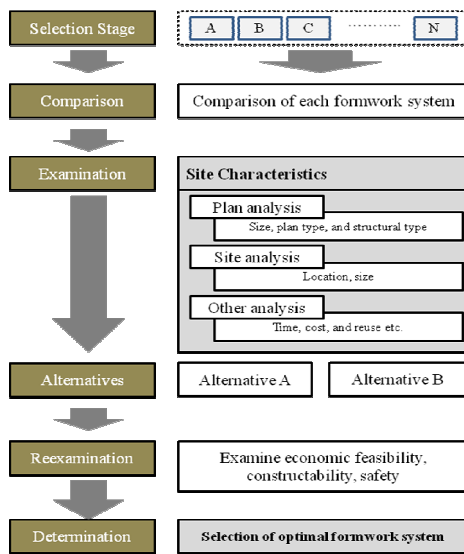 Selection Stage
A B C ............ N
Comparison
Comparison of each formwork system
Examination
Site Characteristics
Plan analysis
Size, plan type, and structural type
Site analysis
Location, size
Other analysis
Time, cost, and reuse etc.
Alternatives
Alternative A
Alternative B
Reexamination
Examine economic feasibility,
constructability, safety
Determination
Selection of optimal formwork system